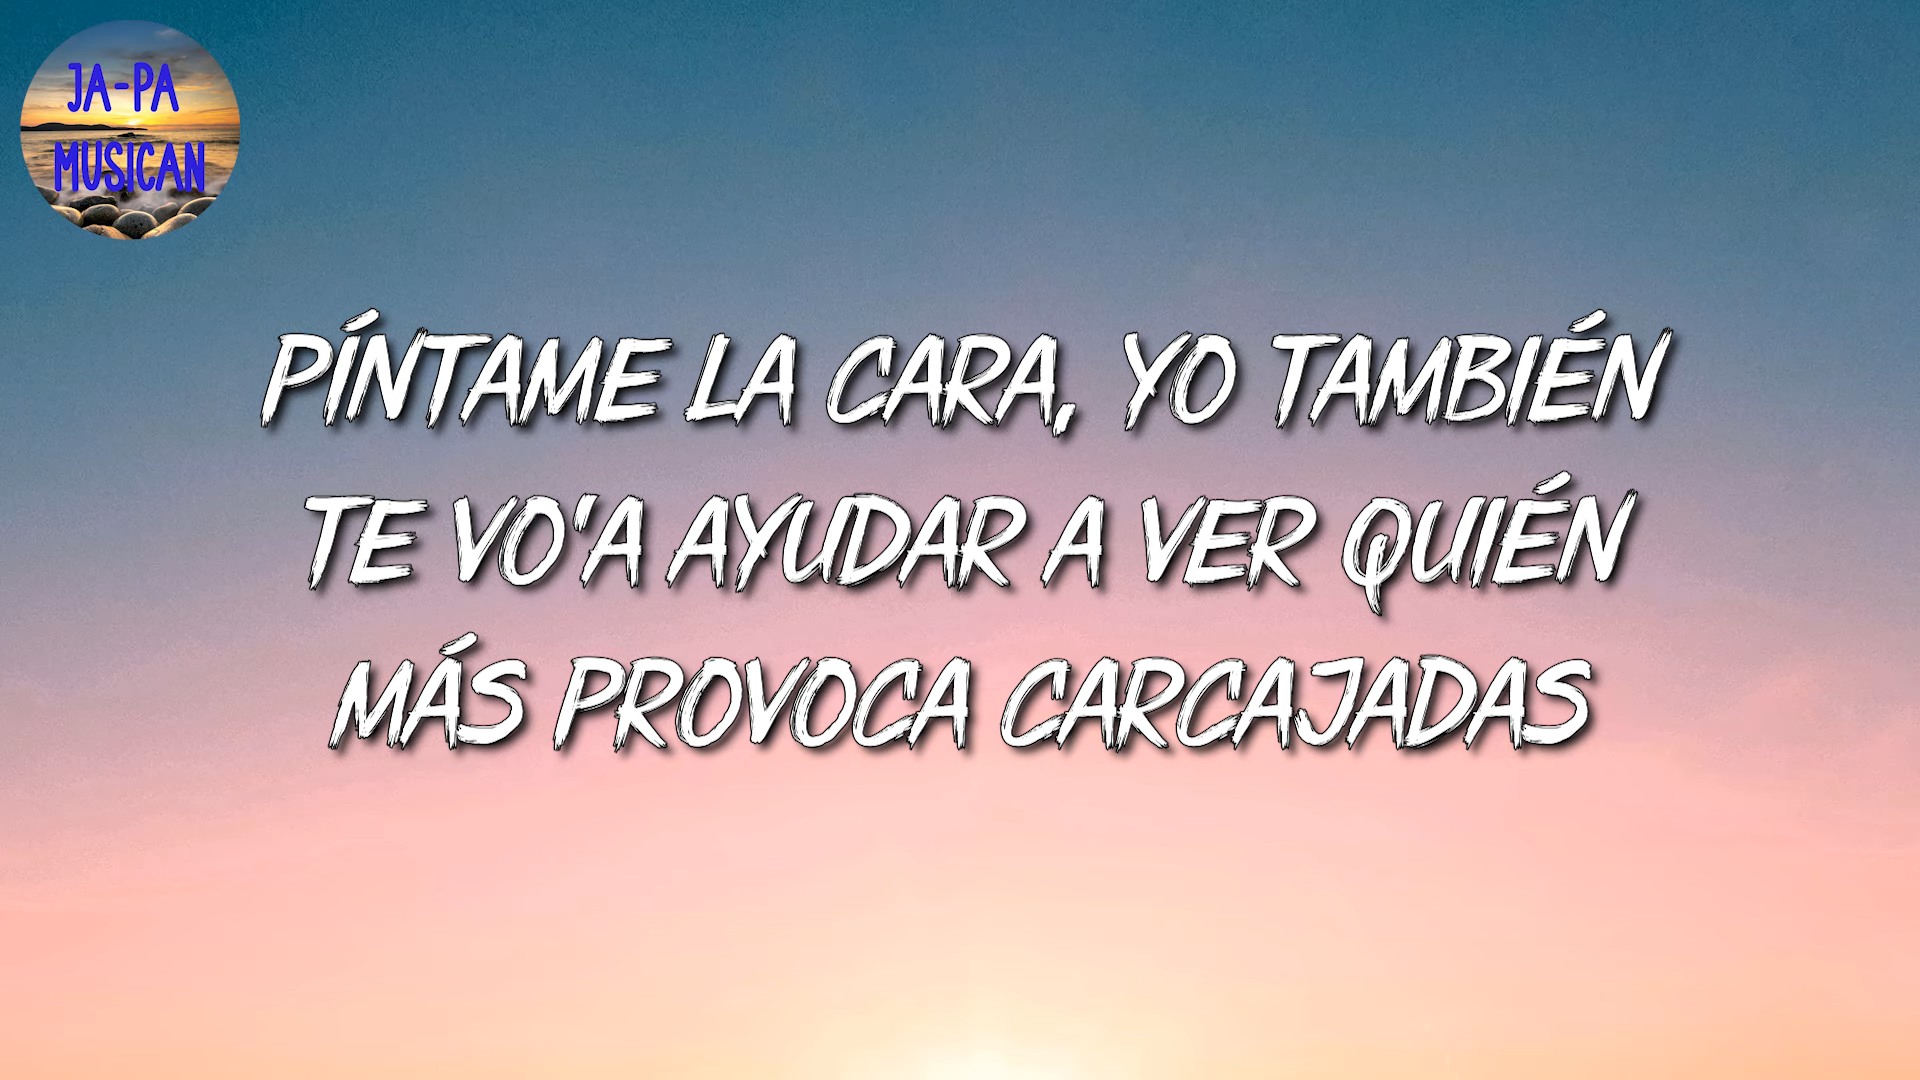 JA-PA
MUSICAN
PÍNTAME LA CARA, YO TAMBIÉN
TE VO'A AYUDAR A VER QUIÉN
MÁS PROVOCA CARCAJADAS